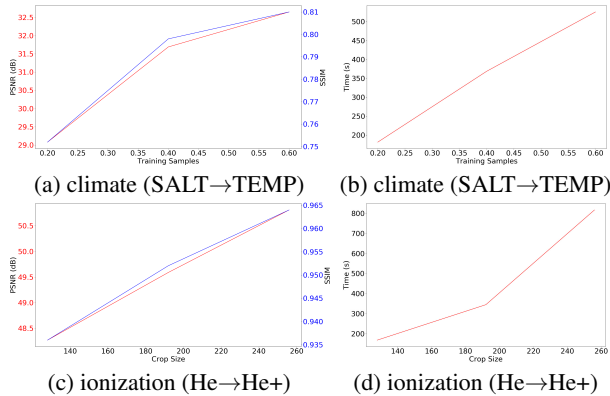 32.5
32.0
31.5
31.0
30.5
30.0
29.5
29.0
PSNR (dB)
0.81
0.80
0.79
0.78
0.77
0.76
0.75
SSIM
0.20 0.25 0.30 0.35 0.40 0.45 0.50 0.55 0.60
Training Samples
500
450
400
350
300
250
200
Time (s)
0.20 0.25 0.30 0.35 0.40 0.45 0.50 0.55 0.60
Training Samples
(a) climate (SALT→TEMP)
(b) climate (SALT→TEMP)
50.5
50.0
49.5
49.0
48.5
PSNR (dB)
0.965
0.960
0.955
0.950
0.945
0.940
0.935
SSIM
140 160 180 200 220 240 260
Crop Size
800
700
600
500
400
300
200
Time (s)
140 160 180 200 220 240 260
Crop Size
(c) ionization (He→He+)
(d) ionization (He→He+)